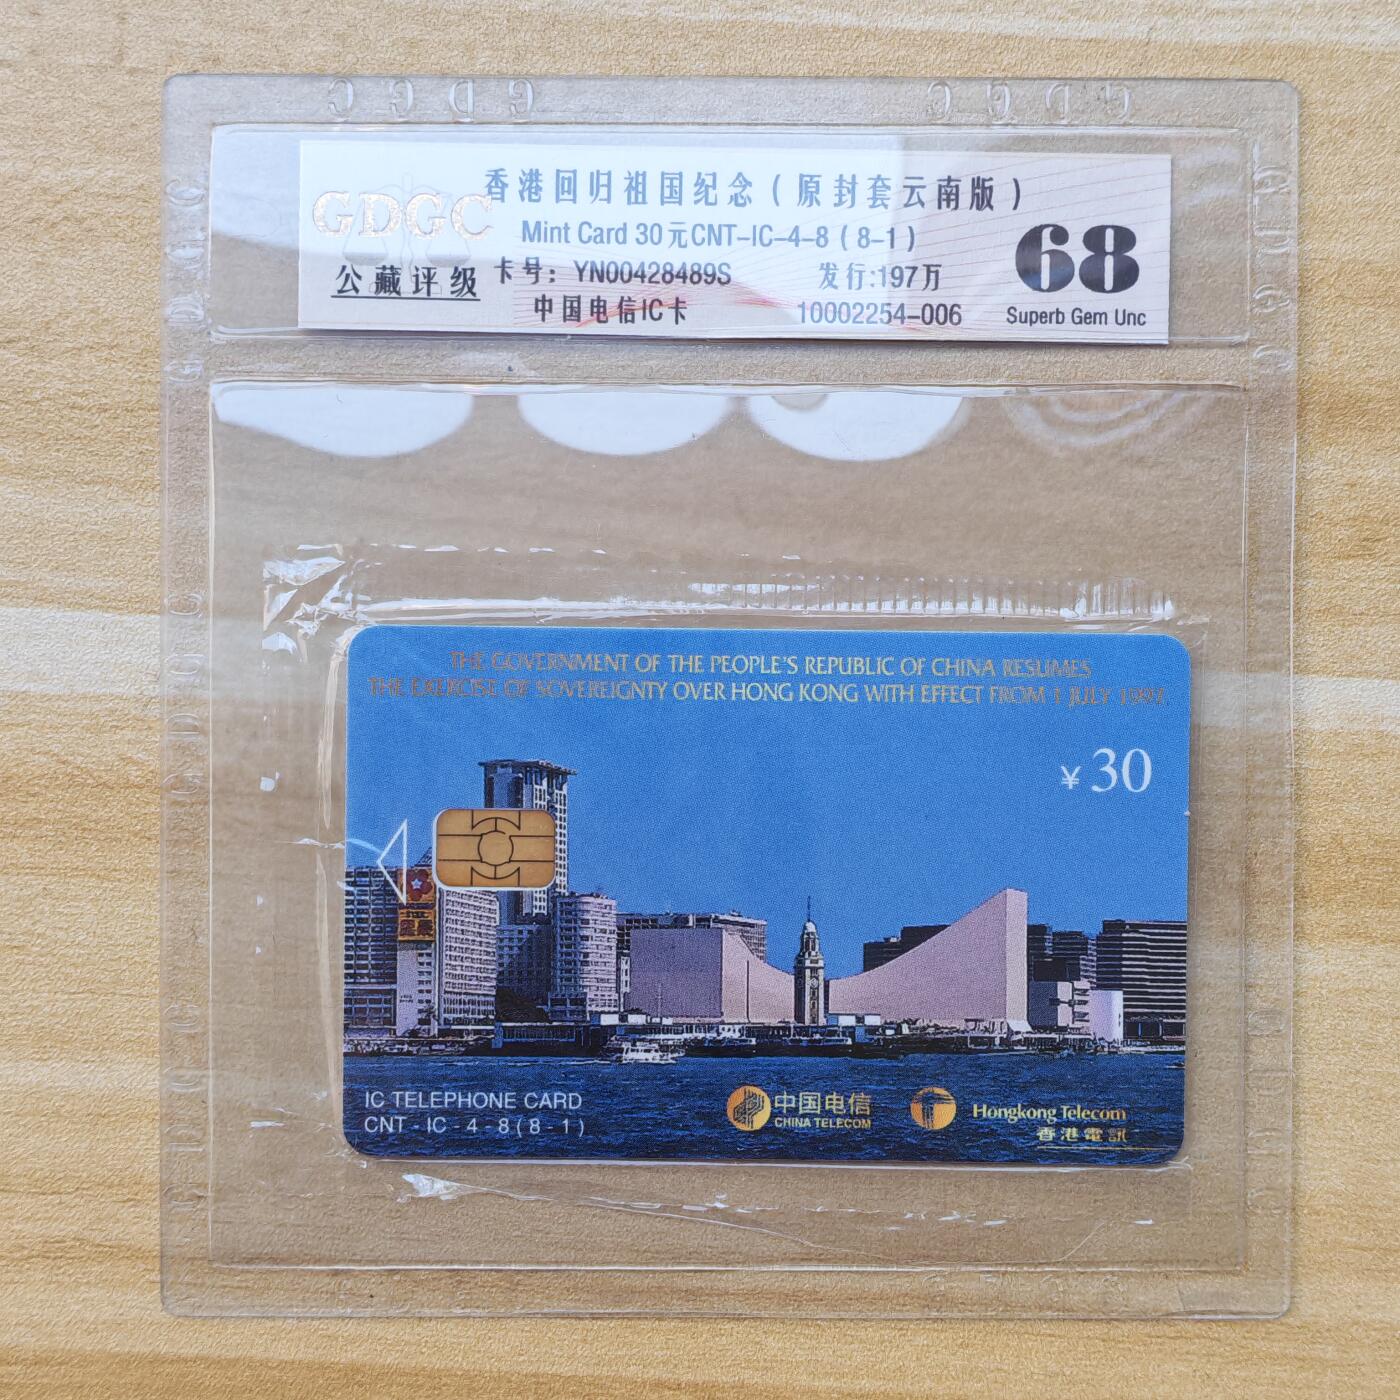 GDGC GDGC
香港回归祖国纪念(原封套云南版)
GDGC
Mint Card 30元CNT-IC-4-8(8-1)
68
公藏评级
卡号: YN00428489S 发行:197万
中国电信IC卡 10002254-006 Superb Gem Unc
THE GOVERNMENT OF THE PEOPLE'S REPUBLIC OF CHINA RESUMES
THE EXERCISE OF SOVEREIGNTY OVER HONG KONG WITH EFFECT FROM 1 JULY 1997.
¥30
IC TELEPHONE CARD
CNT-IC-4-8(8-1)
中国电信
CHINA TELECOM
Hongkong Telecom
香港電訊